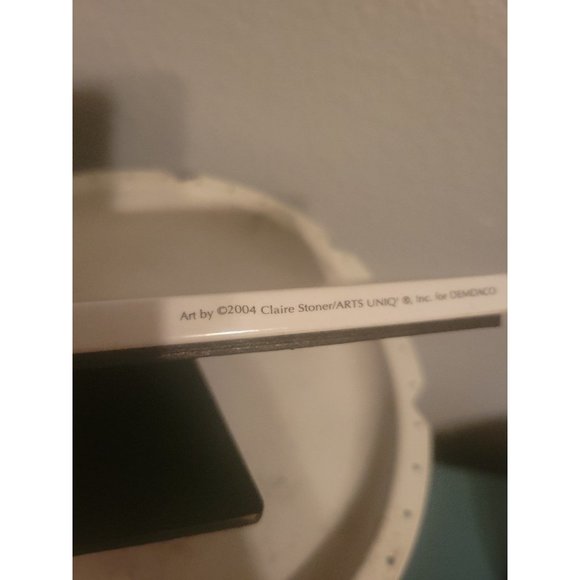 Art by ©2004 Claire Stoner/ARTS UNIQ' ®, Inc. for DEMDACO